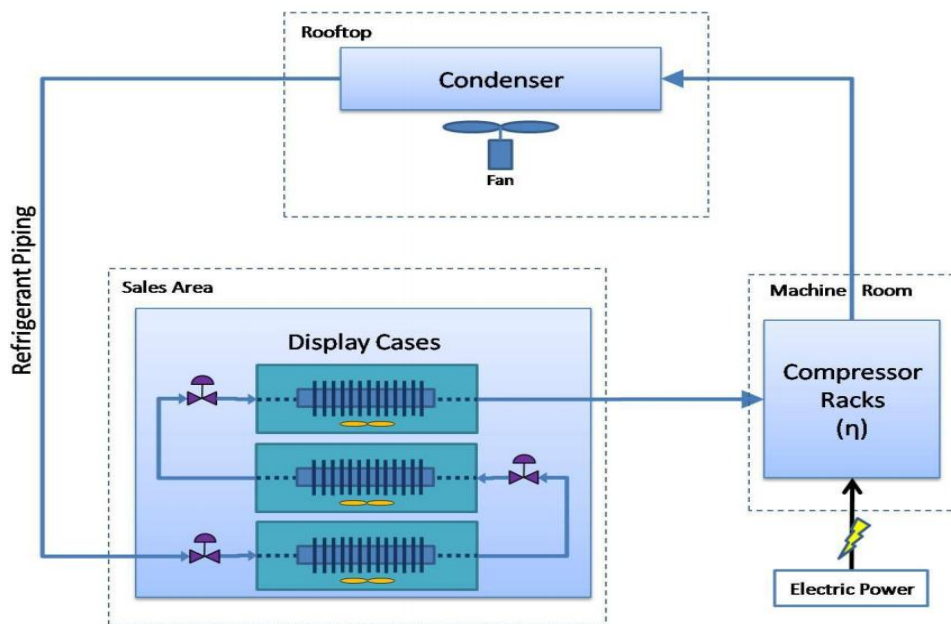 Rooftop
Condenser
Fan
Refrigerant Piping
Sales Area
Display Cases
Machine Room
Compressor
Racks
(η)
Electric Power